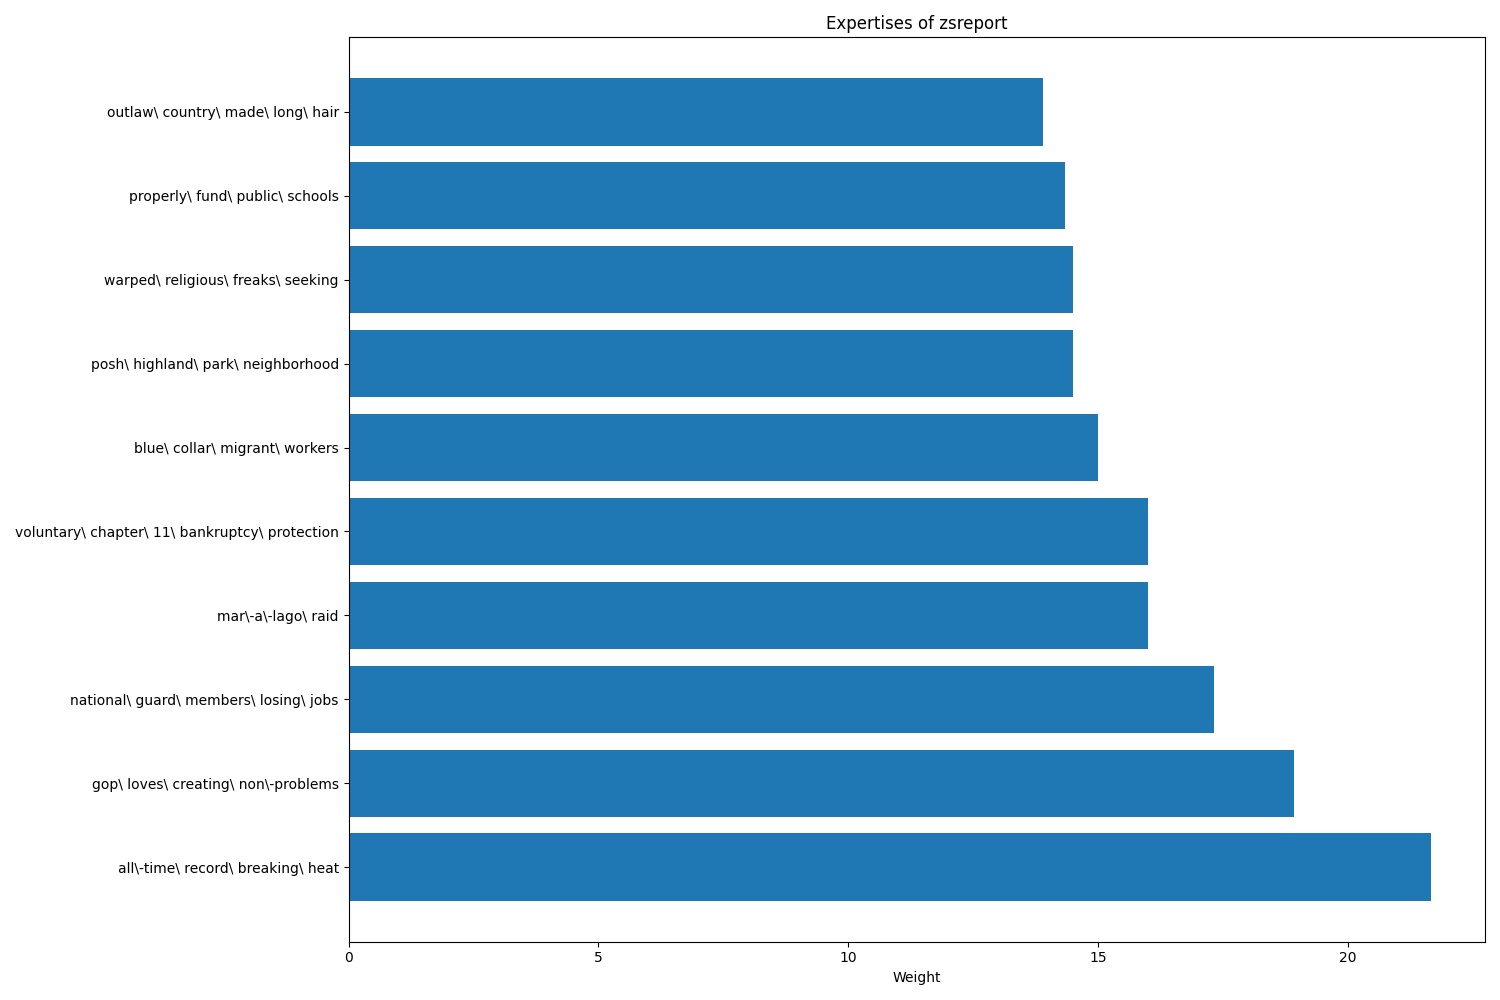 Expertises of zsreport
outlaw\ country\ made\ long\ hair
properly\ fund\ public\ schools
warped\ religious\ freaks\ seeking
posh\ highland\ park\ neighborhood
blue\ collar\ migrant\ workers
voluntary\ chapter\ 11\ bankruptcy\ protection
mar\-a\-lago\ raid
national\ guard\ members\ losing\ jobs
gop\ loves\ creating\ non\-problems
all\-time\ record\ breaking\ heat
0 5 10 15 20
Weight